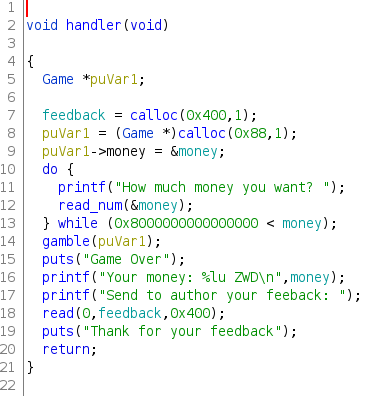 1
2 void handler(void)
3
4 {
5   Game *puVar1;
6
7   feedback = calloc(0x400,1);
8   puVar1 = (Game *)calloc(0x88,1);
9   puVar1->money = &money;
10   do {
11     printf("How much money you want? ");
12     read_num(&money);
13   } while (0x8000000000000000 < money);
14   gamble(puVar1);
15   puts("Game Over");
16   printf("Your money: %lu ZwD\n",money);
17   printf("Send to author your feeback: ");
18   read(0,feedback,0x400);
19   puts("Thank for your feedback");
20   return;
21 }
22